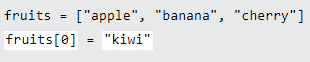 fruits = ["apple", "banana", "cherry"]
fruits[0] = "kiwi"